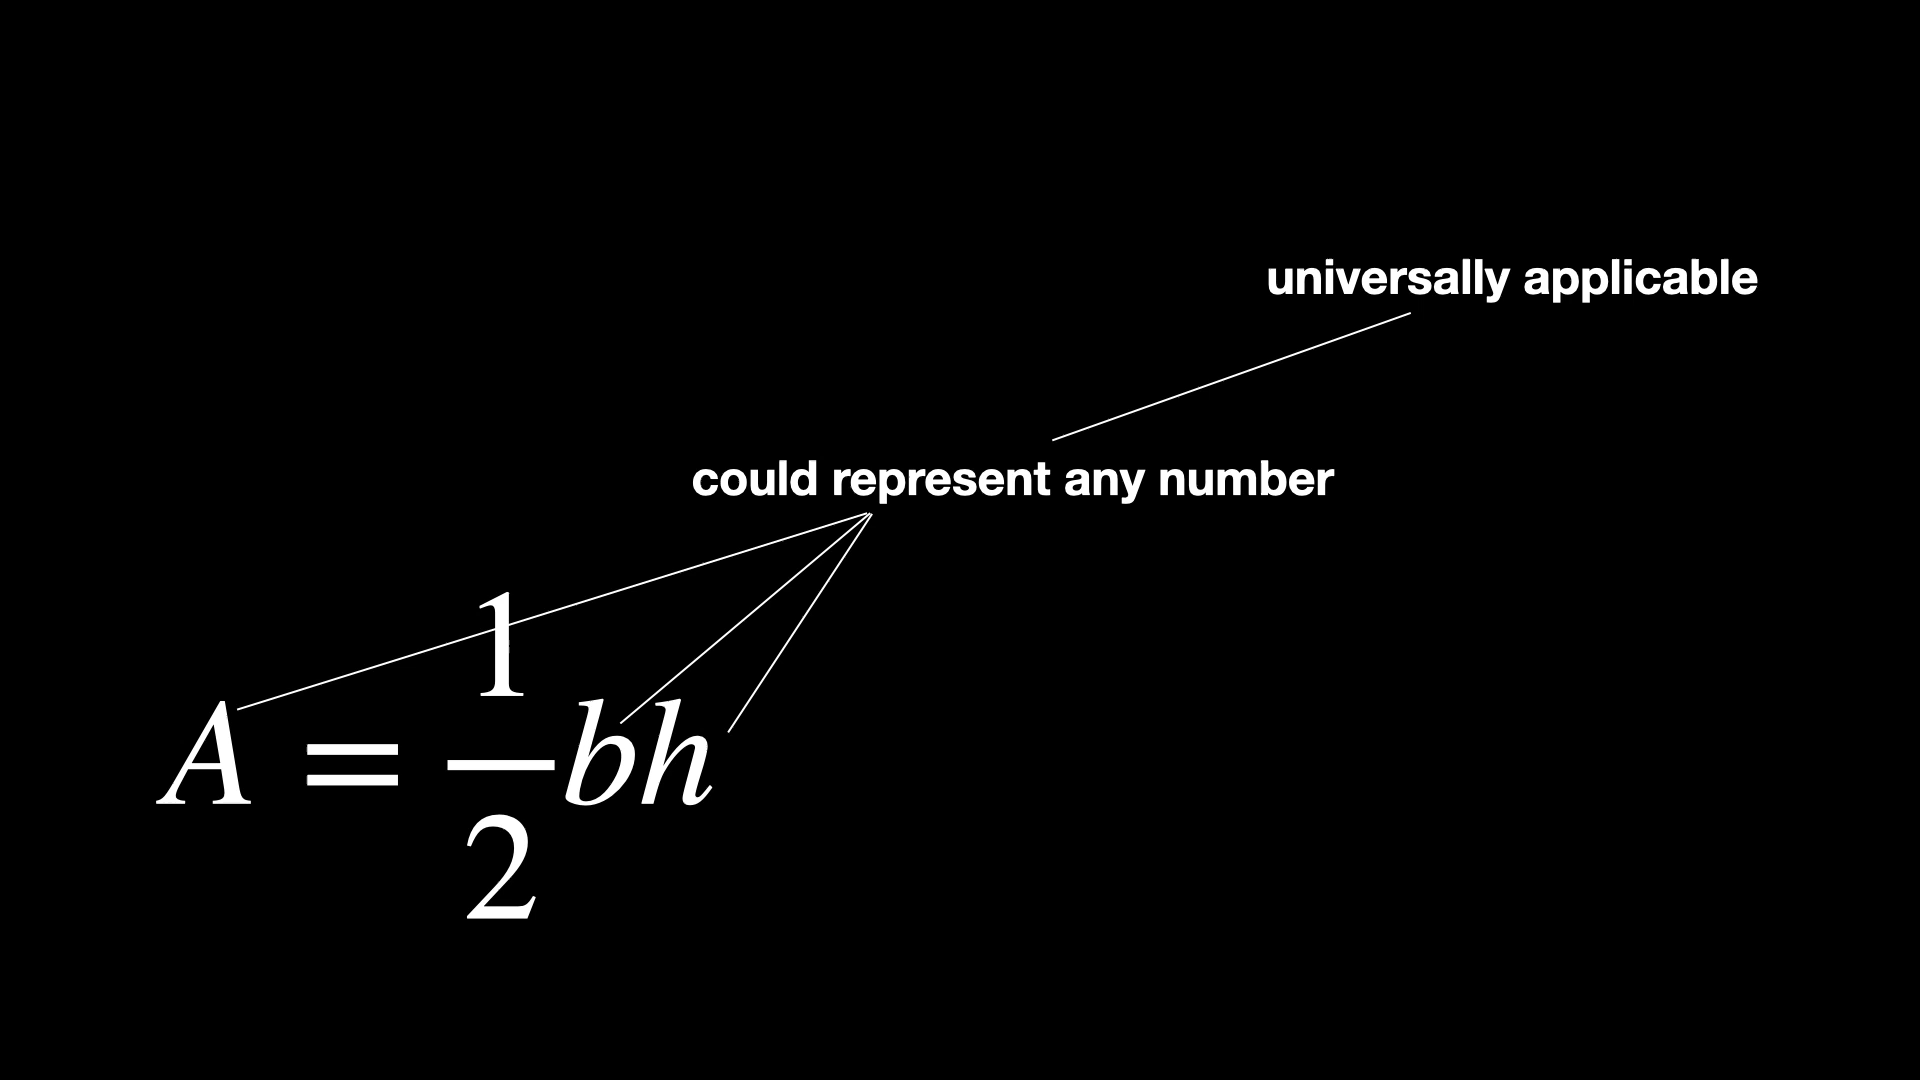 universally applicable
could represent any number
A = 1/2 bh